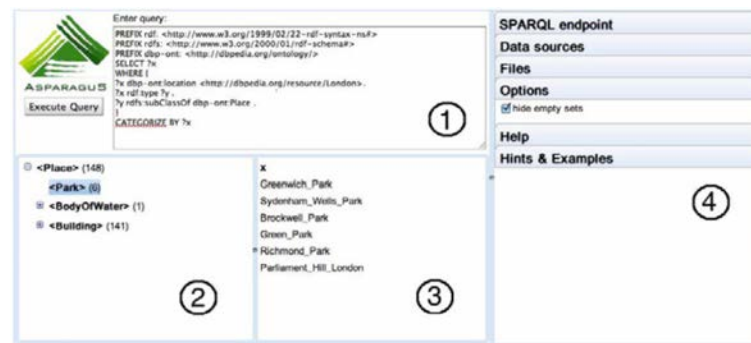 Enter query:
PREFIX rdf: <http://www.w3.org/1999/02/22-rdf-syntax-ns#>
PREFIX rdfs: <http://www.w3.org/2000/01/rdf-schema#>
PREFIX dbp-ont: <http://dbpedia.org/ontology/>
SELECT ?x
WHERE {
?x dbp-ont:location <http://dbpedia.org/resource/London> .
?x rdf:type ?y .
?y rdfs:subClassOf dbp-ont:Place .
}
CATEGORIZE BY ?x
ASPARAGUS
Execute Query
1
<Place> (148)
<Park> (6)
<BodyOfWater> (1)
<Building> (141)
2
x
Greenwich_Park
Sydenham_Wells_Park
Brockwell_Park
Green_Park
Richmond_Park
Parliament_Hill_London
3
SPARQL endpoint
Data sources
Files
Options
hide empty sets
Help
Hints & Examples
4